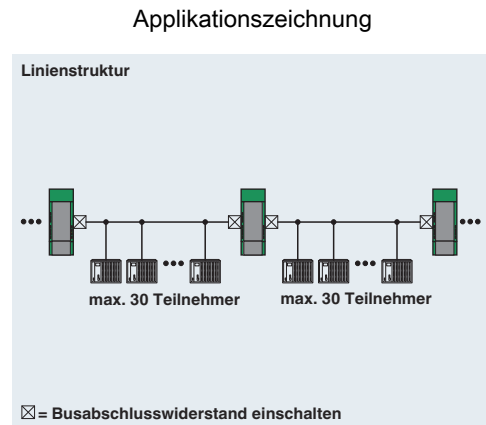 Applikationszeichnung
Linienstruktur
max. 30 Teilnehmer
max. 30 Teilnehmer
= Busabschlusswiderstand einschalten